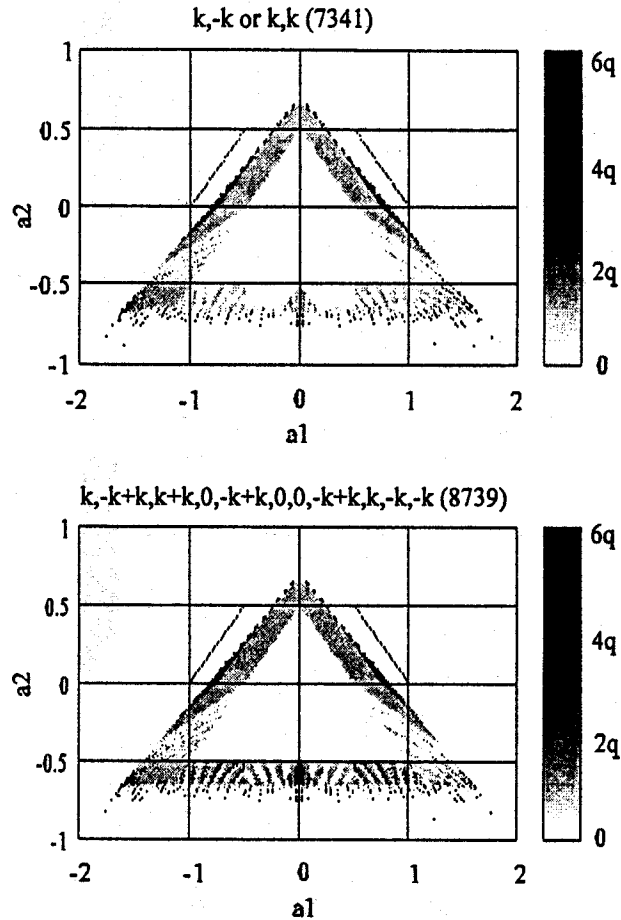 k,-k or k,k (7341)
1
0.5
0
-0.5
-1
a2
-2
-1
0
1
2
a1
6q
4q
2q
0
k,-k+k,k+k,0,-k+k,0,0,-k+k,k,-k,-k (8739)
1
0.5
0
-0.5
-1
a2
-2
-1
0
1
2
a1
6q
4q
2q
0